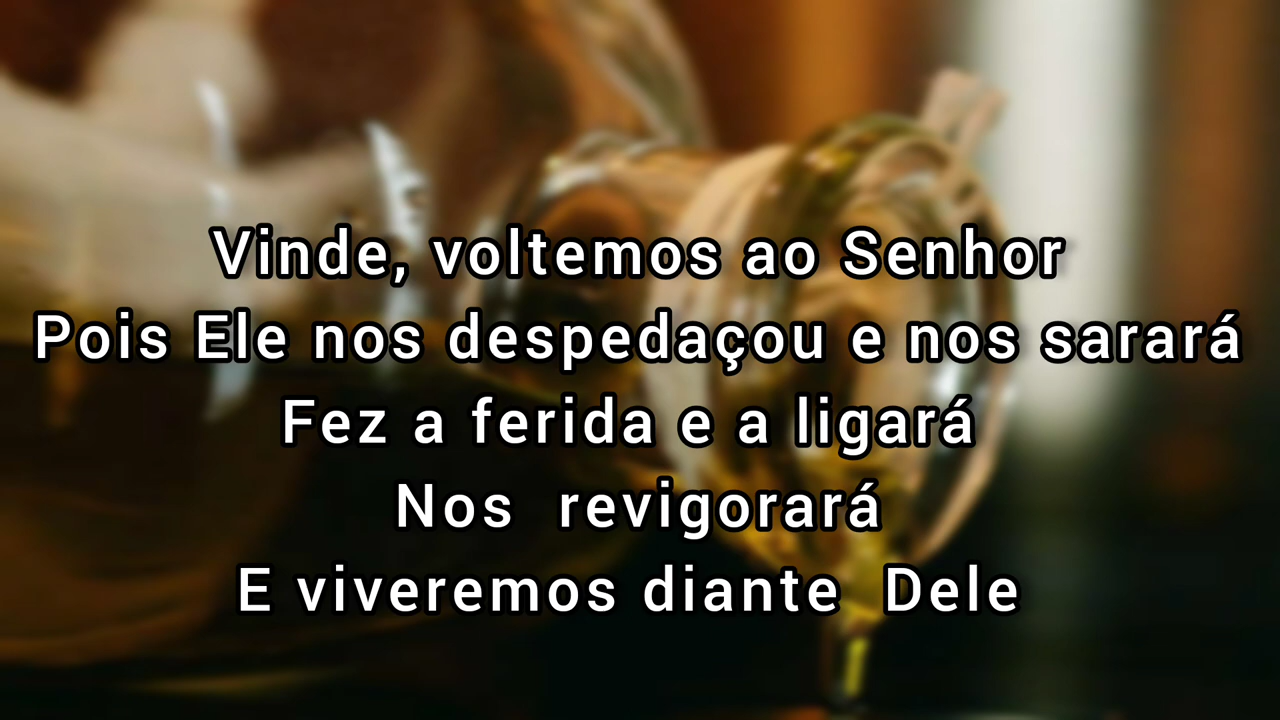 Vinde, voltemos ao Senhor
Pois Ele nos despedaçou e nos sarará
Fez a ferida e a ligará
Nos revigorará
E viveremos diante Dele